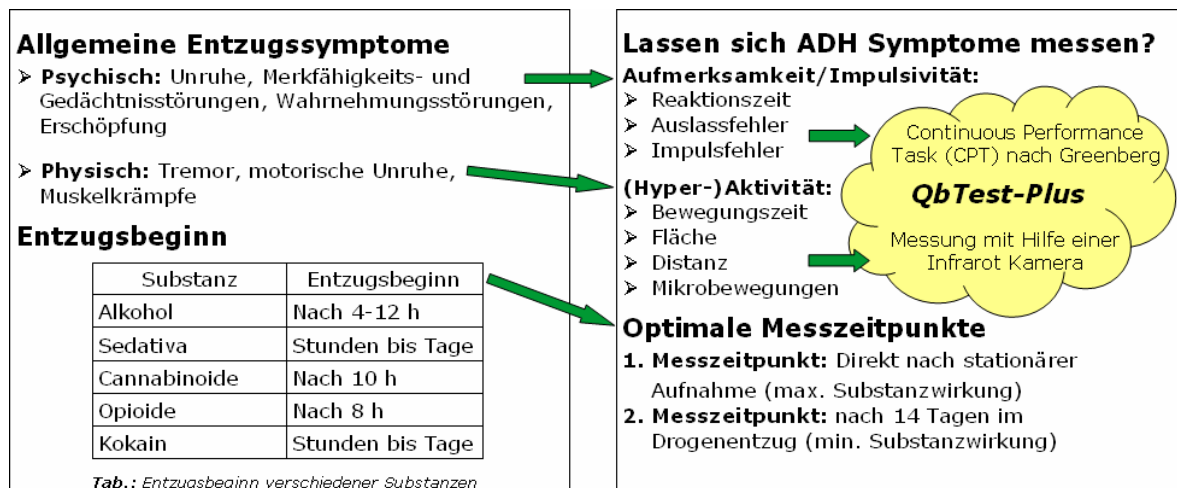 Allgemeine Entzugssymptome
➢ Psychisch: Unruhe, Merkfähigkeits- und
Gedächtnisstörungen, Wahrnehmungsstörungen,
Erschöpfung
➢ Physisch: Tremor, motorische Unruhe,
Muskelkrämpfe
Entzugsbeginn
Substanz Entzugsbeginn
Alkohol Nach 4-12 h
Sedativa Stunden bis Tage
Cannabinoide Nach 10 h
Opioide Nach 8 h
Kokain Stunden bis Tage
Tab.: Entzugsbeginn verschiedener Substanzen
Lassen sich ADH Symptome messen?
Aufmerksamkeit/Impulsivität:
➢ Reaktionszeit
➢ Auslassfehler
➢ Impulsfehler
(Hyper-)Aktivität:
➢ Bewegungszeit
➢ Fläche
➢ Distanz
➢ Mikrobewegungen
Continuous Performance
Task (CPT) nach Greenberg
QbTest-Plus
Messung mit Hilfe einer
Infrarot Kamera
Optimale Messzeitpunkte
1. Messzeitpunkt: Direkt nach stationärer
Aufnahme (max. Substanzwirkung)
2. Messzeitpunkt: nach 14 Tagen im
Drogenentzug (min. Substanzwirkung)